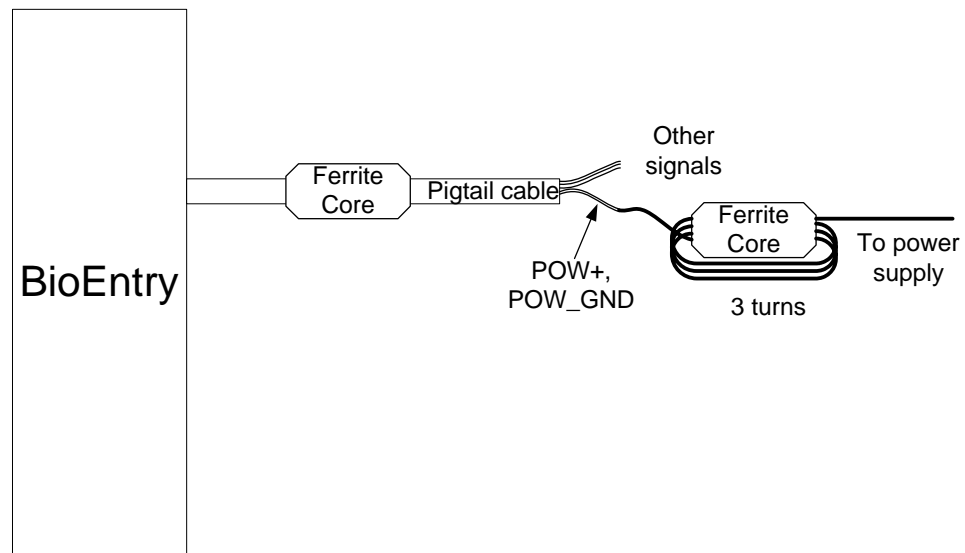 BioEntry
Ferrite
Core
Pigtail cable
Other
signals
POW+,
POW_GND
Ferrite
Core
3 turns
To power
supply